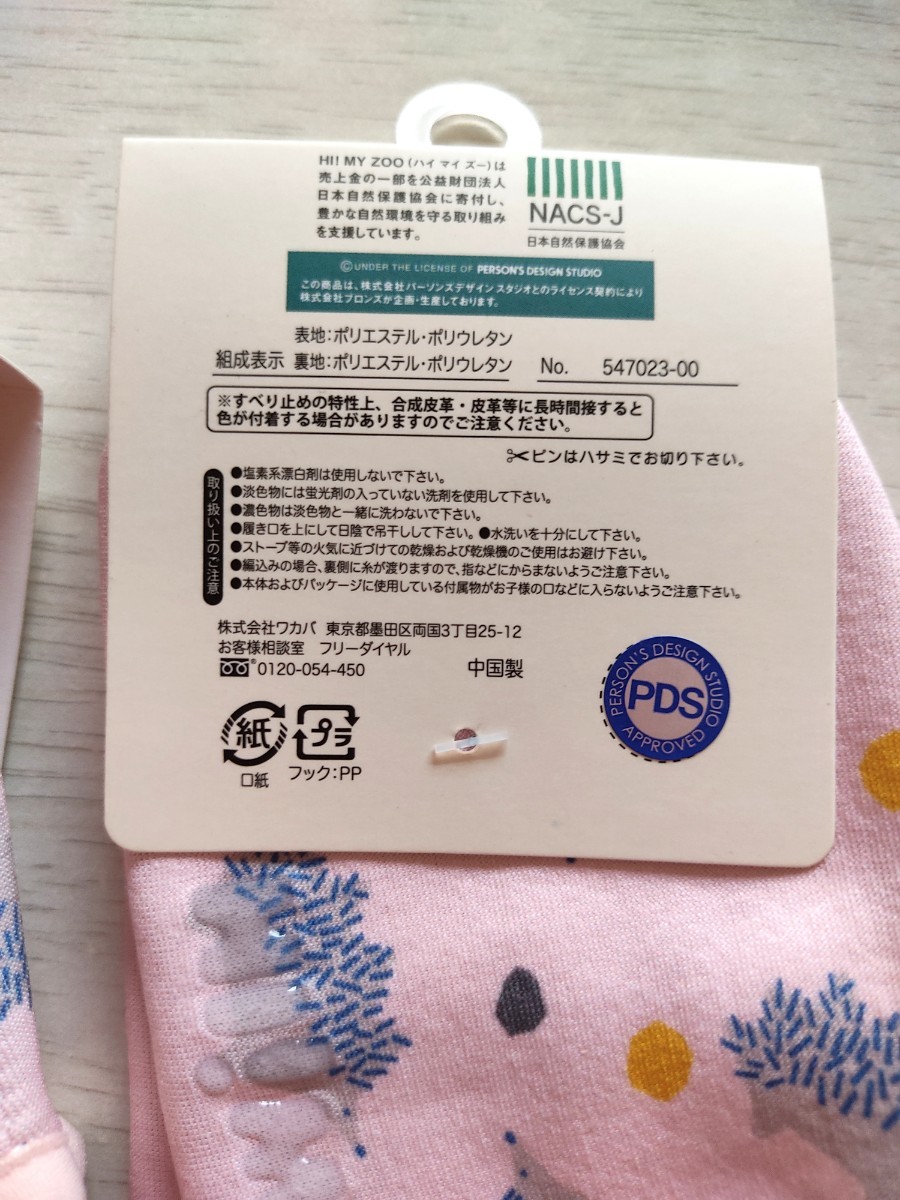 HI! MY ZOO (ハイ マイ ズー) は
売上金の一部を公益財団法人
日本自然保護協会に寄付し、
豊かな自然環境を守る取り組み
を支援しています。
NACS-J
日本自然保護協会
©UNDER THE LICENSE OF PERSON'S DESIGN STUDIO
この商品は、株式会社パーソンズデザイン スタジオとのライセンス契約により
株式会社ブロンスが企画・生産しております。
表地:ポリエステル・ポリウレタン
組成表示 裏地:ポリエステル・ポリウレタン
No. 547023-00
※すべり止めの特性上、合成皮革・皮革等に長時間接すると
色が付着する場合がありますのでご注意ください。
✂ピンはハサミでお切り下さい。
取り扱い上のご注意
●塩素系漂白剤は使用しないで下さい。
●淡色物には蛍光剤の入っていない洗剤を使用して下さい。
●濃色物は淡色物と一緒に洗わないで下さい。
●履き口を上にして日陰で吊干しして下さい。●水洗いを十分にして下さい。
●ストーブ等の火気に近づけての乾燥および乾燥機のご使用はお避け下さい。
●編込みの場合、裏側に糸が渡りますので、指などにからまないようご注意下さい。
●本体およびパッケージに使用している付属物がお子様の口などに入らないようご注意下さい。
株式会社ワカバ 東京都墨田区両国3丁目25-12
お客様相談室 フリーダイヤル
0120-054-450
中国製
紙
口紙
プラ
フック:PP
PERSON'S DESIGN STUDIO
PDS
APPROVED